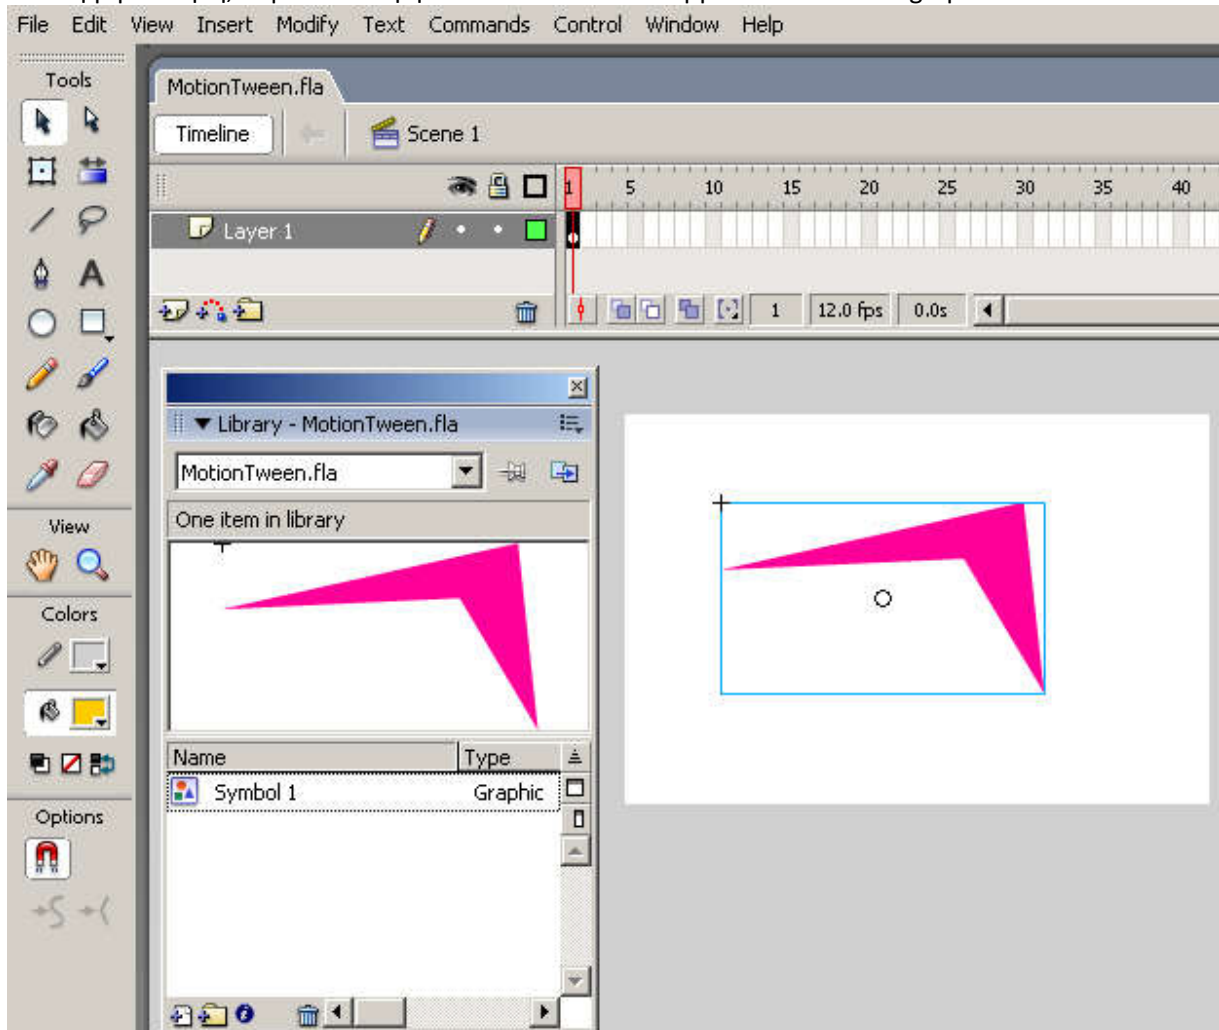 File Edit View Insert Modify Text Commands Control Window Help
Tools
MotionTween.fla
Timeline Scene 1
1 5 10 15 20 25 30 35 40
Layer 1
1 12.0 fps 0.0s
Library - MotionTween.fla
MotionTween.fla
One item in library
View
Colors
Name Type
Symbol 1 Graphic
Options